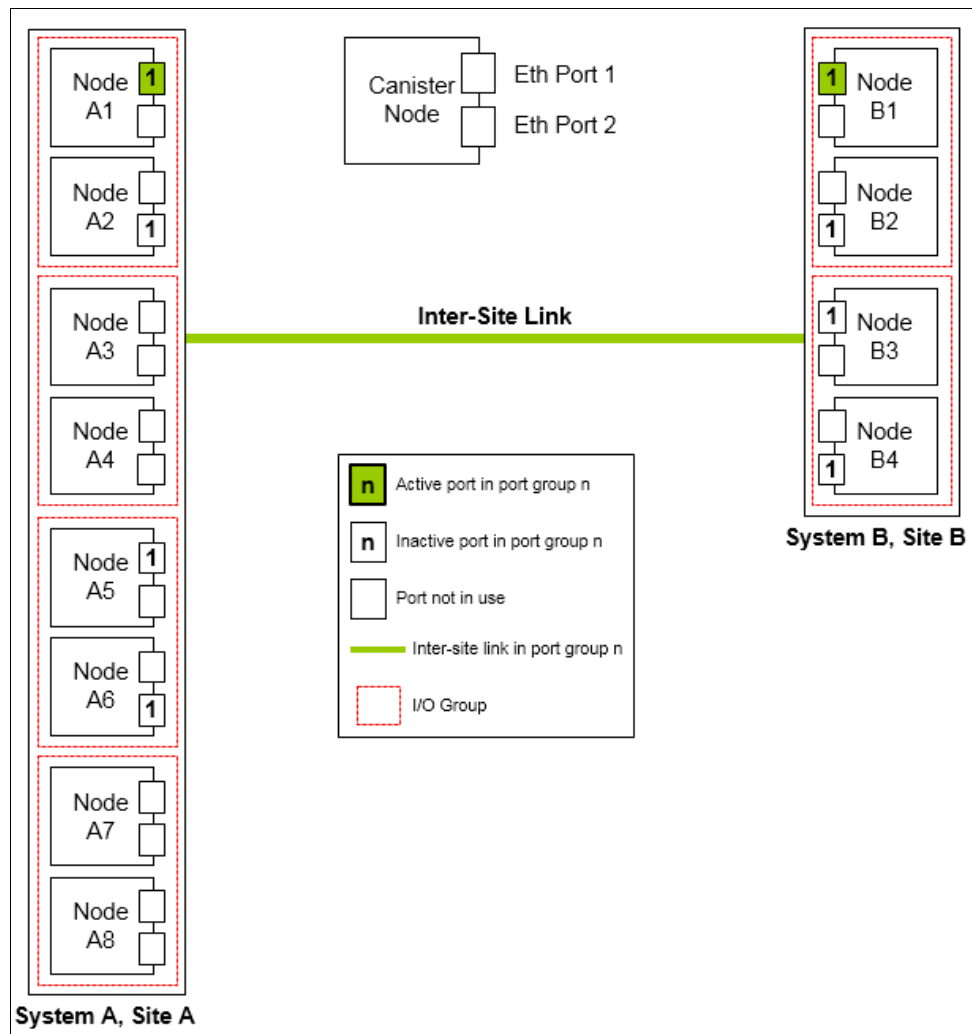 Node
A1
1
Node
A2
1
Node
A3
Node
A4
Node
A5
1
Node
A6
1
Node
A7
Node
A8
System A, Site A
Canister
Node
Eth Port 1
Eth Port 2
Inter-Site Link
n
Active port in port group n
n
Inactive port in port group n
Port not in use
Inter-site link in port group n
I/O Group
1
Node
B1
Node
B2
1
1
Node
B3
Node
B4
1
System B, Site B